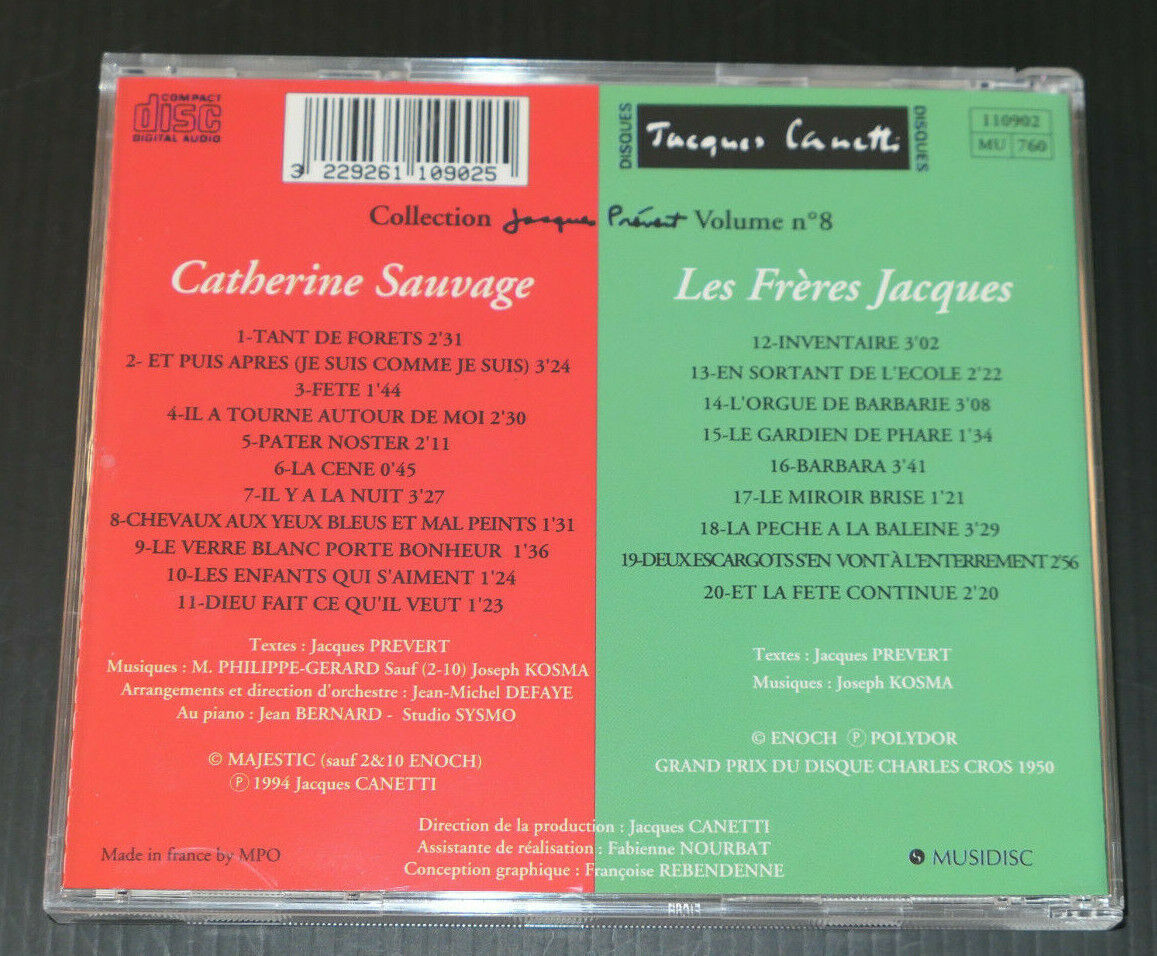 COMPACT
disc
DIGITAL AUDIO
3 229261 109025
DISQUES
Jacques Canetti
DISQUES
110902
MU 760
Collection Jacques Prévert Volume n°8
Catherine Sauvage
1-TANT DE FORETS 2'31
2- ET PUIS APRES (JE SUIS COMME JE SUIS) 3'24
3-FETE 1'44
4-IL A TOURNE AUTOUR DE MOI 2'30
5-PATER NOSTER 2'11
6-LA CENE 0'45
7-IL Y A LA NUIT 3'27
8-CHEVAUX AUX YEUX BLEUS ET MAL PEINTS 1'31
9-LE VERRE BLANC PORTE BONHEUR 1'36
10-LES ENFANTS QUI S'AIMENT 1'24
11-DIEU FAIT CE QU'IL VEUT 1'23
Textes : Jacques PREVERT
Musiques : M. PHILIPPE-GERARD Sauf (2-10) Joseph KOSMA
Arrangements et direction d'orchestre : Jean-Michel DEFAYE
Au piano : Jean BERNARD - Studio SYSMO
© MAJESTIC (sauf 2&10 ENOCH)
℗ 1994 Jacques CANETTI
Les Frères Jacques
12-INVENTAIRE 3'02
13-EN SORTANT DE L'ECOLE 2'22
14-L'ORGUE DE BARBARIE 3'08
15-LE GARDIEN DE PHARE 1'34
16-BARBARA 3'41
17-LE MIROIR BRISE 1'21
18-LA PECHE A LA BALEINE 3'29
19-DEUX ESCARGOTS S'EN VONT À L'ENTERREMENT 2'56
20-ET LA FETE CONTINUE 2'20
Textes : Jacques PREVERT
Musiques : Joseph KOSMA
© ENOCH ℗ POLYDOR
GRAND PRIX DU DISQUE CHARLES CROS 1950
Direction de la production : Jacques CANETTI
Assistante de réalisation : Fabienne NOURBAT
Conception graphique : Françoise REBENDENNE
Made in france by MPO
MUSIDISC